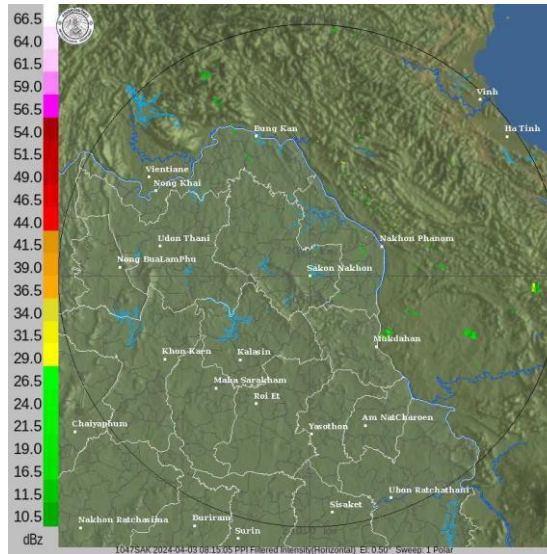 66.5
64.0
61.5
59.0
56.5
54.0
51.5
49.0
46.5
44.0
41.5
39.0
36.5
34.0
31.5
29.0
26.5
24.0
21.5
19.0
16.5
14.0
11.5
10.5
dBz
Vinh
Ha Tinh
Bung Kan
Vientiane
Nong Khai
Udon Thani
Nakhon Phanom
Nong BuaLamPhu
Sakon Nakhon
Mukdahan
Khon Kaen
Kalasin
Maha Sarakham
Roi Et
Chaiyaphum
Yasothon
Am NatCharoen
Ubon Ratchathani
Sisaket
Nakhon Ratchasima
Buriram
Surin
1047SAK 2024-04-03 08:15:05 PPI Filtered Intensity(Horizontal) El: 0.50° Sweep: 1 Polar